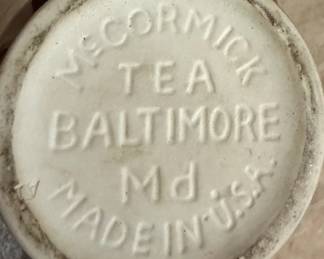 McCORMICK
TEA
BALTIMORE
Md
MADE IN U.S.A.